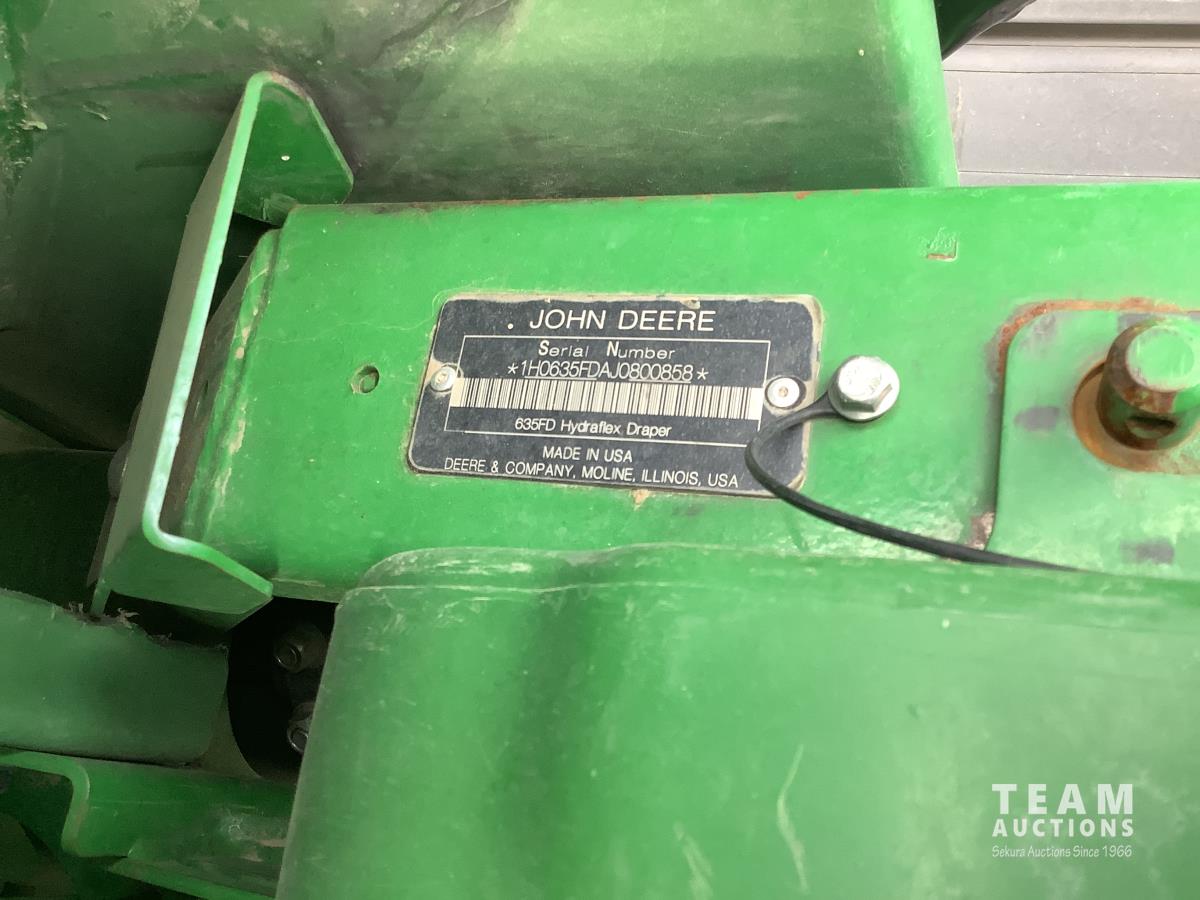 . JOHN DEERE
Serial Number
*1H0635FDAJ0800858*
635FD Hydraflex Draper
MADE IN USA
DEERE & COMPANY, MOLINE, ILLINOIS, USA
TEAM
AUCTIONS
Sekura Auctions Since 1966